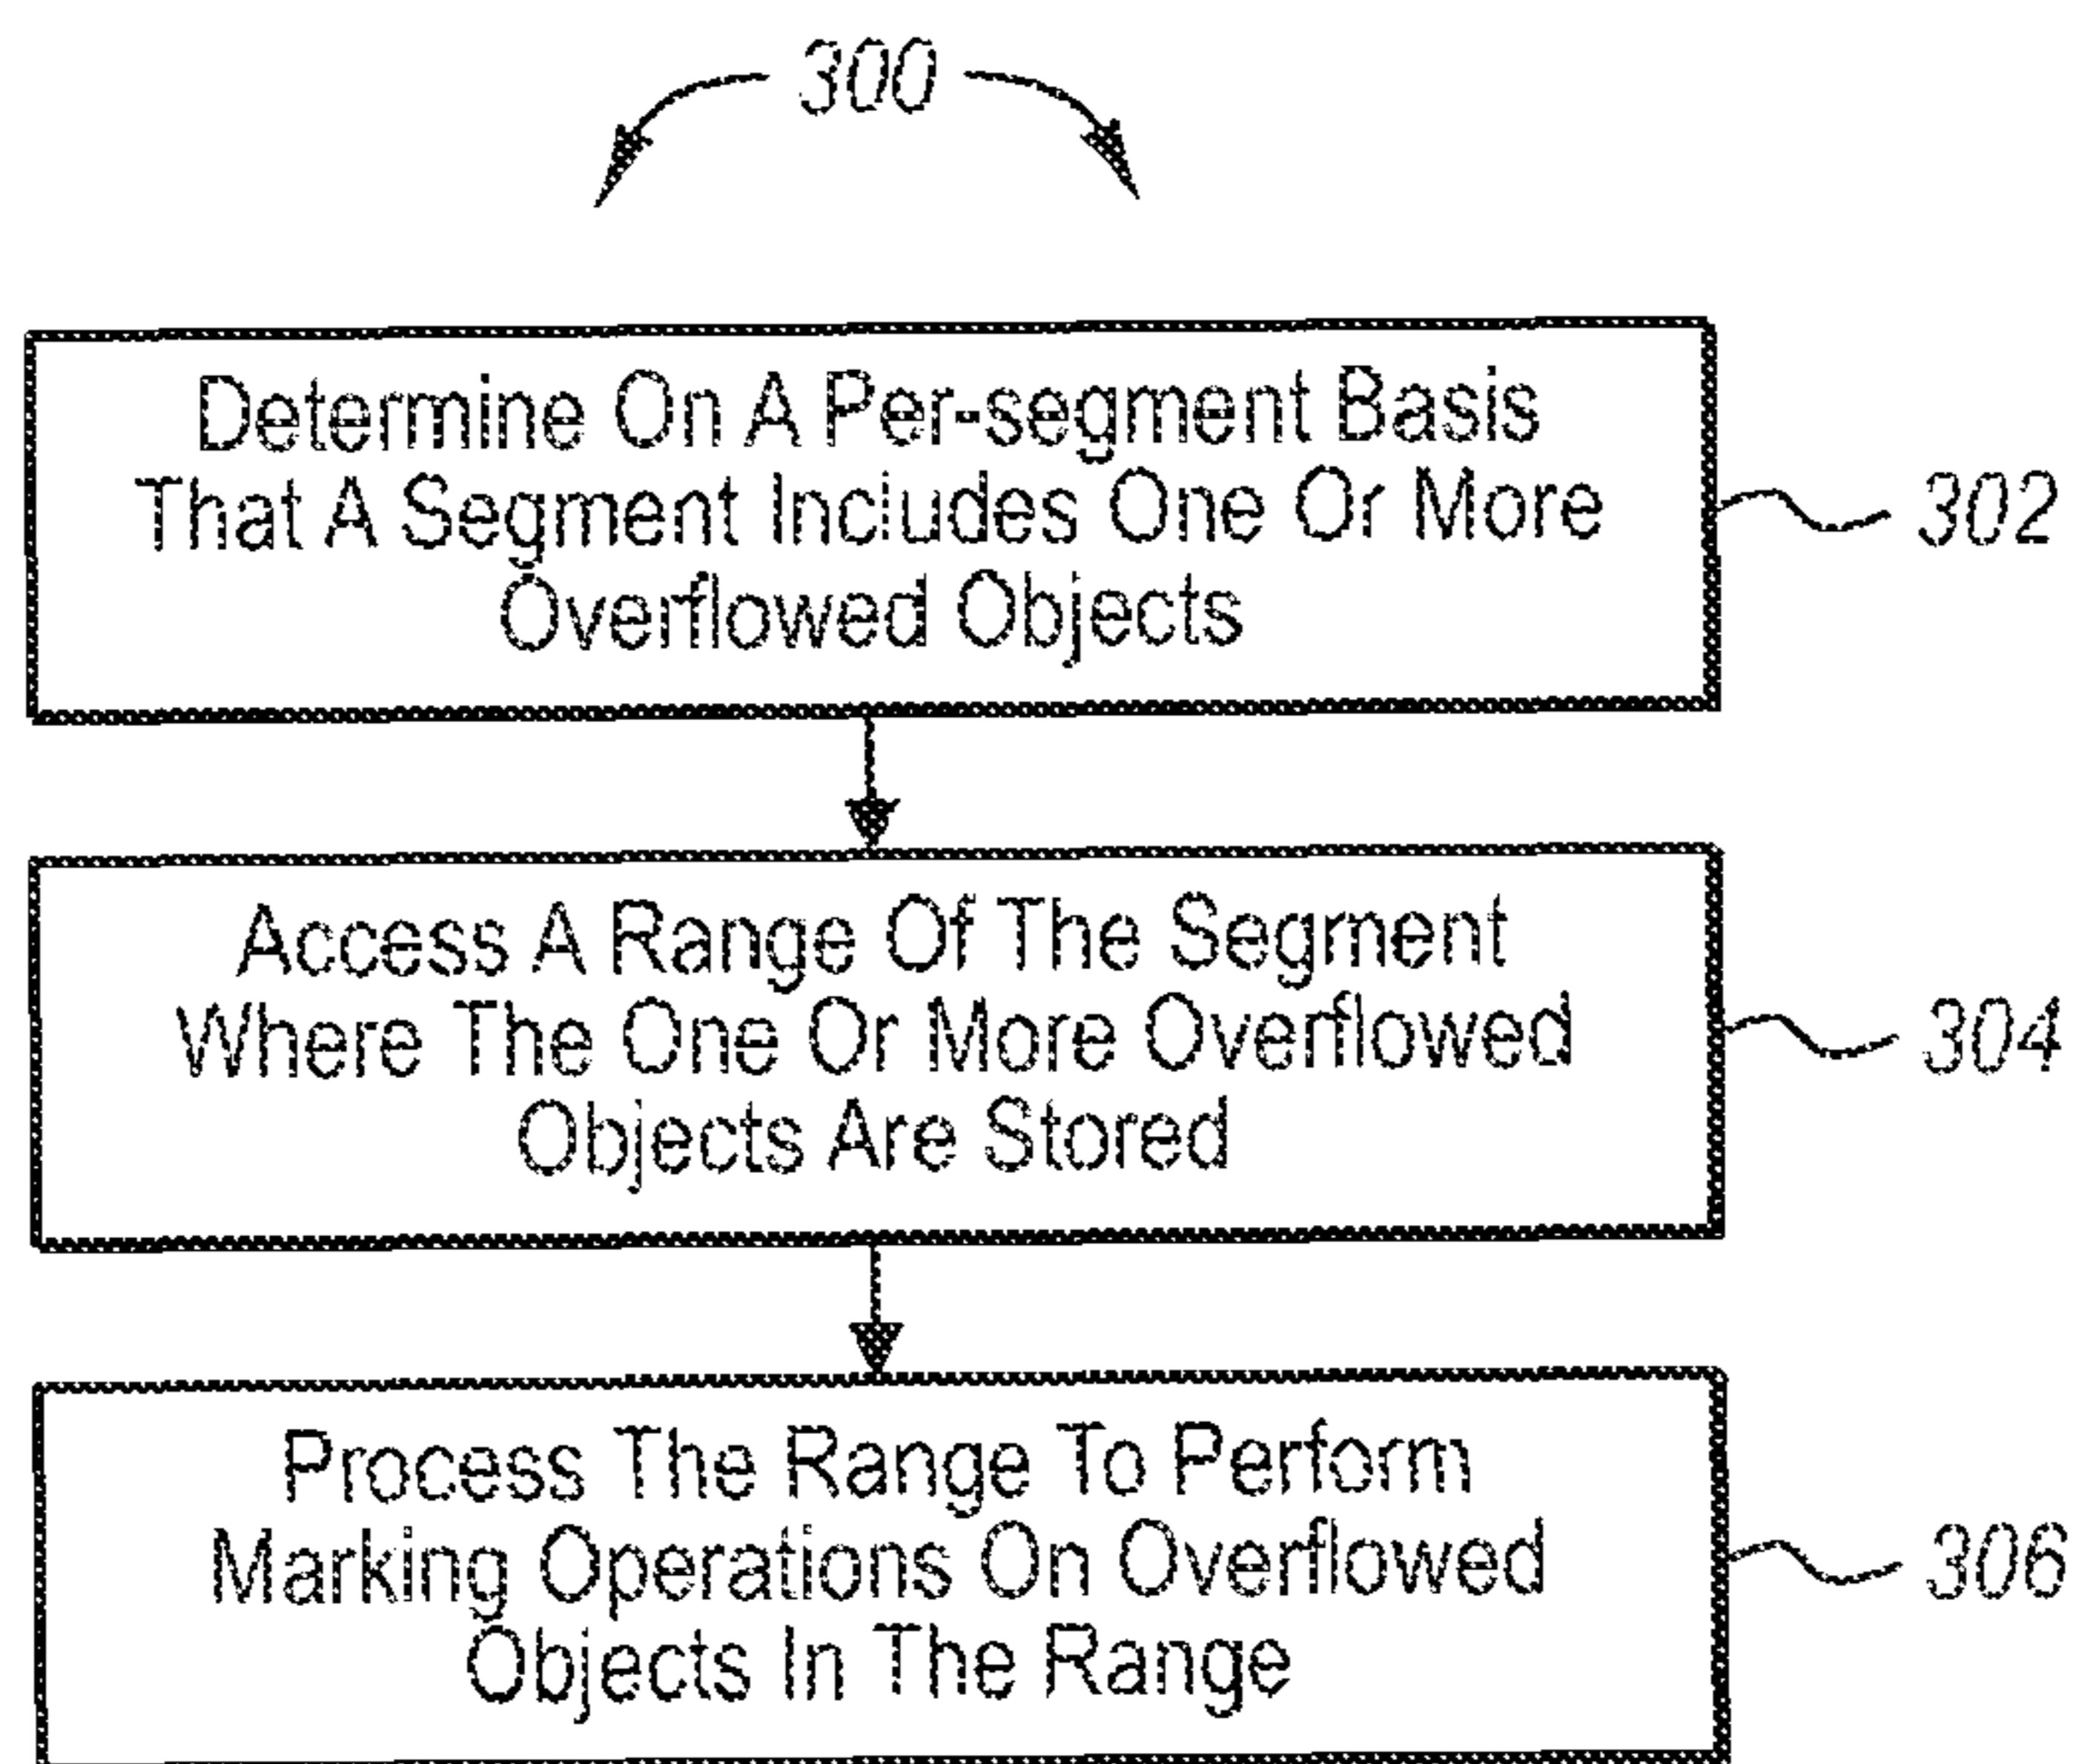 300
Determine On A Per-segment Basis
That A Segment Includes One Or More
Overflowed Objects
302
Access A Range Of The Segment
Where The One Or More Overflowed
Objects Are Stored
304
Process The Range To Perform
Marking Operations On Overflowed
Objects In The Range
306